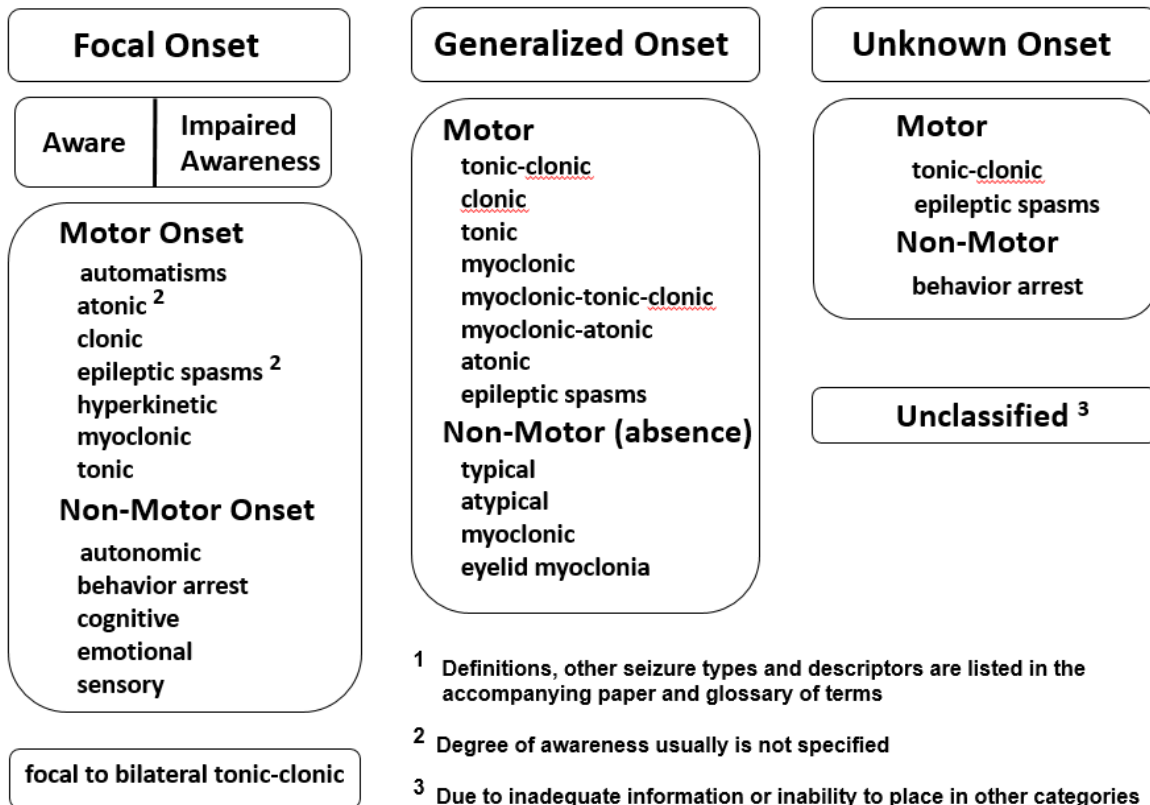 Focal Onset
Aware
Impaired
Awareness
Motor Onset
automatisms
atonic ²
clonic
epileptic spasms ²
hyperkinetic
myoclonic
tonic
Non-Motor Onset
autonomic
behavior arrest
cognitive
emotional
sensory
focal to bilateral tonic-clonic
Generalized Onset
Motor
tonic-clonic
clonic
tonic
myoclonic
myoclonic-tonic-clonic
myoclonic-atonic
atonic
epileptic spasms
Non-Motor (absence)
typical
atypical
myoclonic
eyelid myoclonia
Unknown Onset
Motor
tonic-clonic
epileptic spasms
Non-Motor
behavior arrest
Unclassified ³
¹ Definitions, other seizure types and descriptors are listed in the
accompanying paper and glossary of terms
² Degree of awareness usually is not specified
³ Due to inadequate information or inability to place in other categories